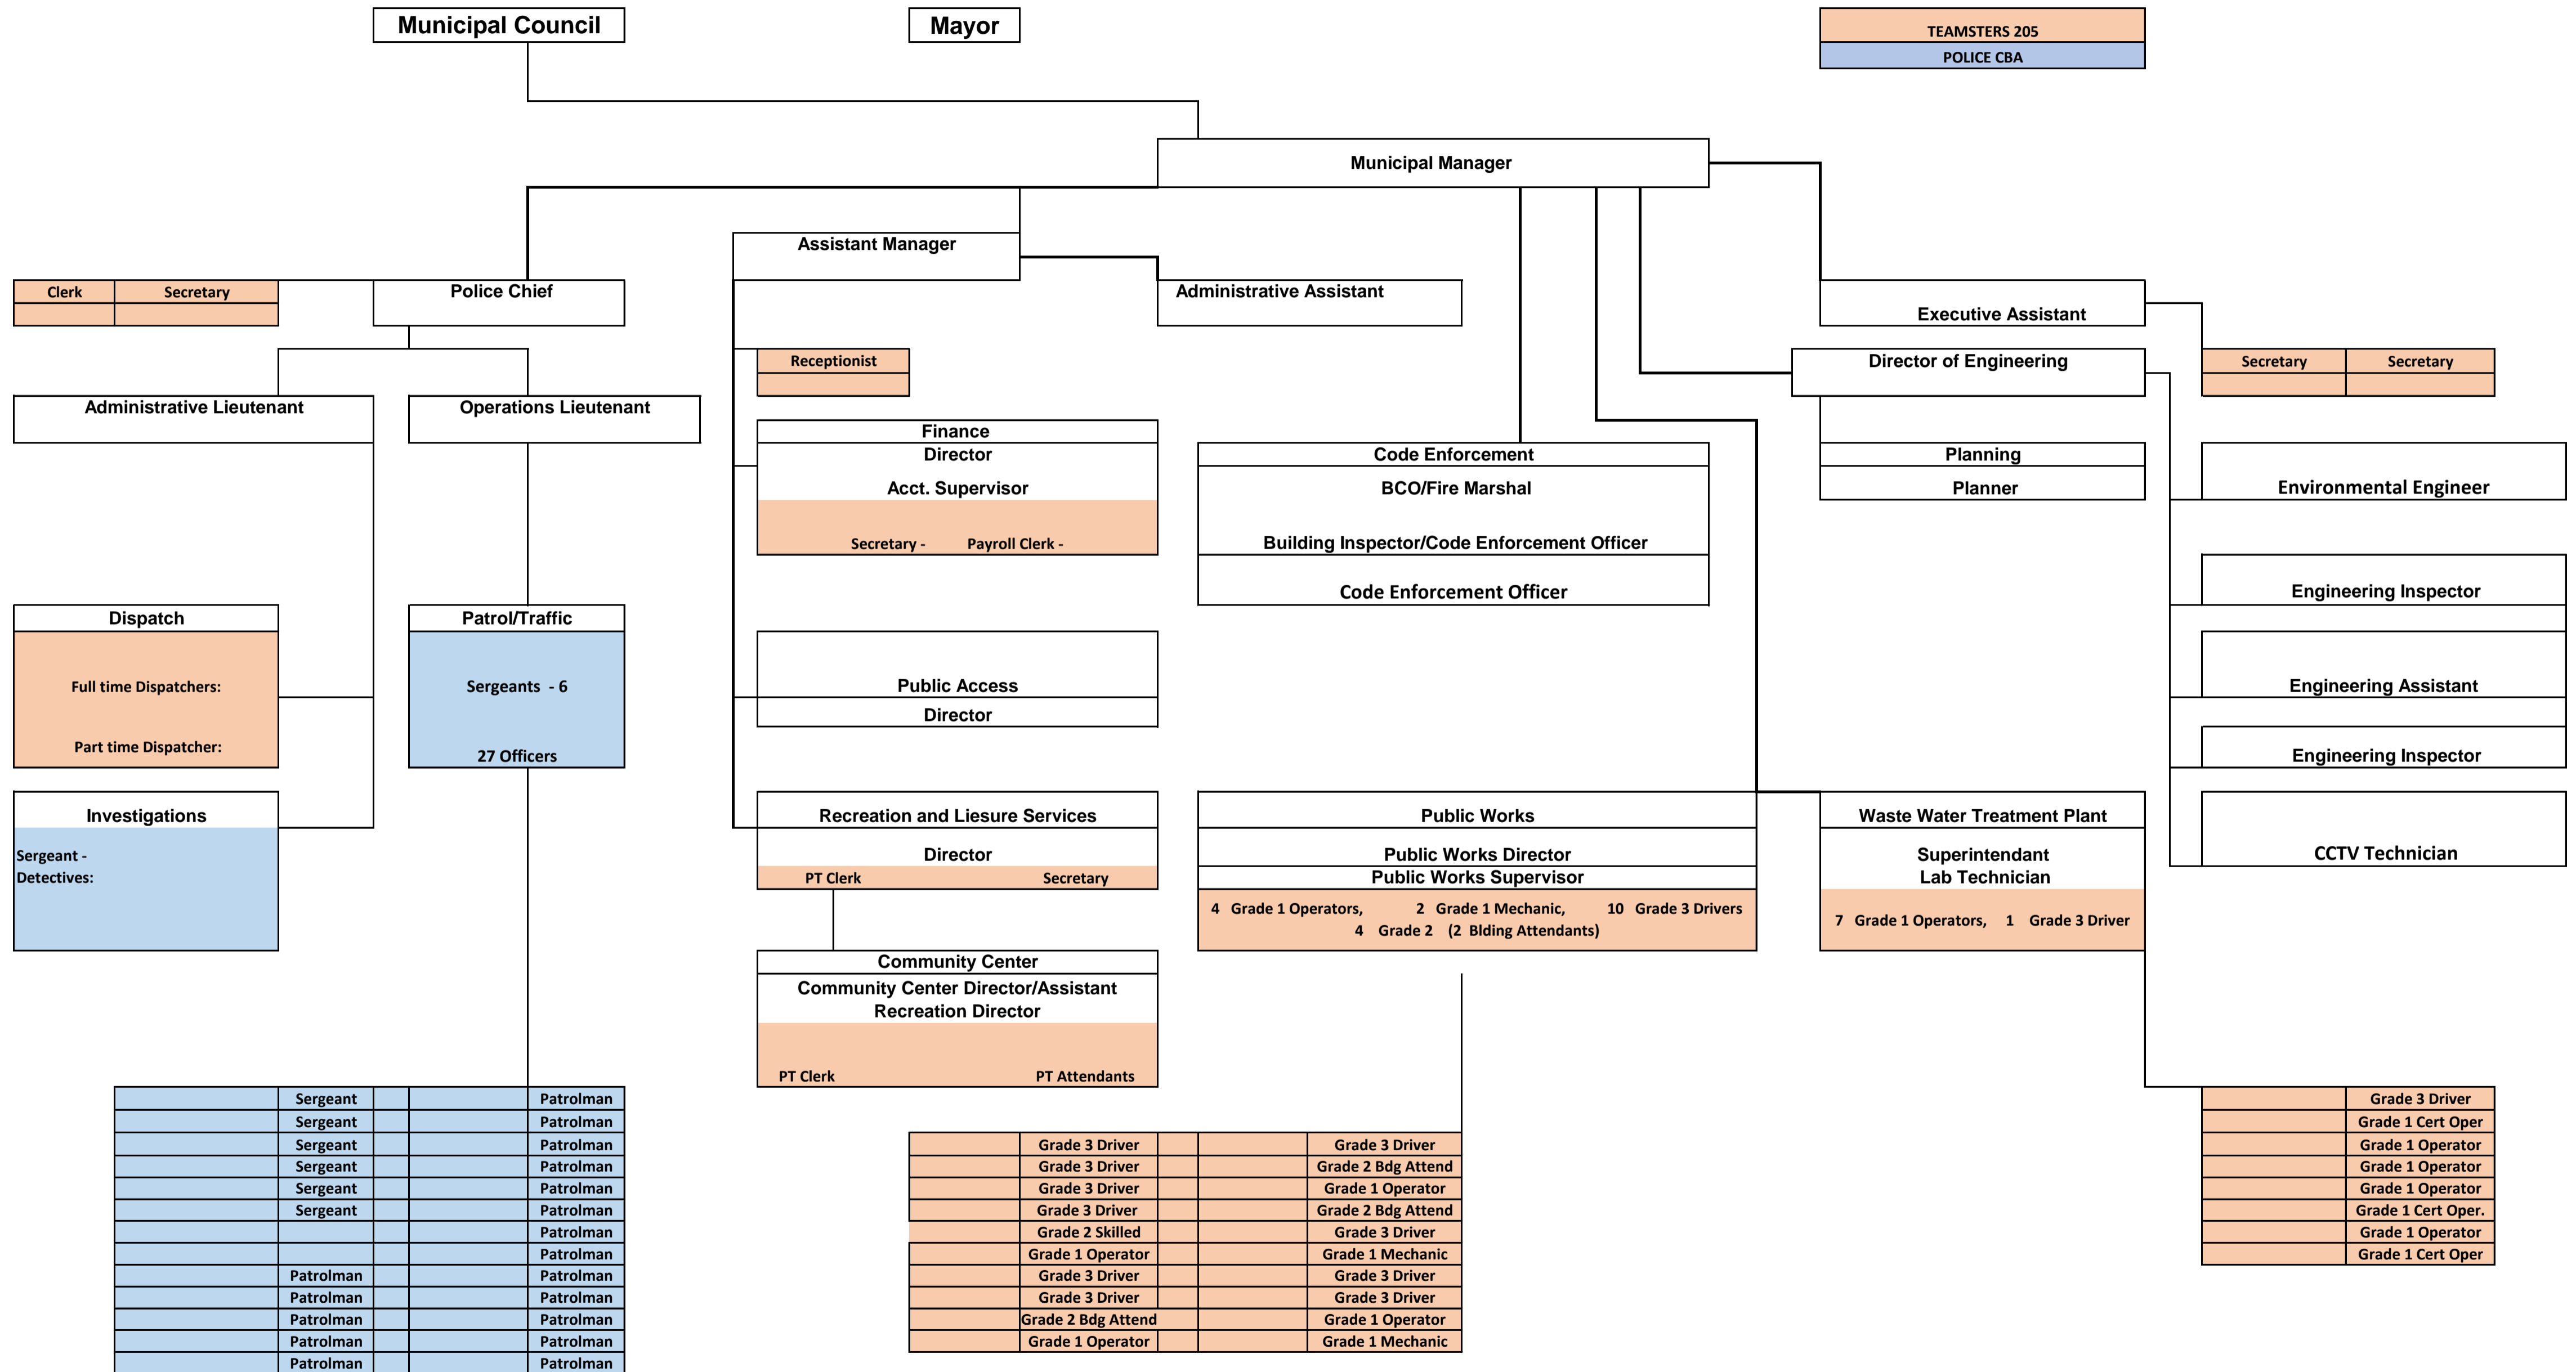 Municipal Council
Mayor
TEAMSTERS 205
POLICE CBA
Municipal Manager
Assistant Manager
Clerk Secretary
Police Chief
Administrative Assistant
Executive Assistant
Receptionist
Director of Engineering
Secretary Secretary
Administrative Lieutenant
Operations Lieutenant
Finance
Director
Acct. Supervisor
Secretary - Payroll Clerk -
Code Enforcement
BCO/Fire Marshal
Building Inspector/Code Enforcement Officer
Code Enforcement Officer
Planning
Planner
Environmental Engineer
Engineering Inspector
Engineering Assistant
Engineering Inspector
CCTV Technician
Dispatch
Full time Dispatchers:
Part time Dispatcher:
Patrol/Traffic
Sergeants - 6
27 Officers
Public Access
Director
Investigations
Sergeant -
Detectives:
Recreation and Liesure Services
Director
PT Clerk Secretary
Public Works
Public Works Director
Public Works Supervisor
4 Grade 1 Operators, 2 Grade 1 Mechanic, 10 Grade 3 Drivers
4 Grade 2 (2 Blding Attendants)
Waste Water Treatment Plant
Superintendant
Lab Technician
7 Grade 1 Operators, 1 Grade 3 Driver
Community Center
Community Center Director/Assistant
Recreation Director
PT Clerk PT Attendants
Sergeant Patrolman
Sergeant Patrolman
Sergeant Patrolman
Sergeant Patrolman
Sergeant Patrolman
Sergeant Patrolman
Patrolman
Patrolman
Patrolman Patrolman
Patrolman Patrolman
Patrolman Patrolman
Patrolman Patrolman
Patrolman Patrolman
Grade 3 Driver Grade 3 Driver
Grade 3 Driver Grade 2 Bdg Attend
Grade 3 Driver Grade 1 Operator
Grade 3 Driver Grade 2 Bdg Attend
Grade 2 Skilled Grade 3 Driver
Grade 1 Operator Grade 1 Mechanic
Grade 3 Driver Grade 3 Driver
Grade 3 Driver Grade 3 Driver
Grade 2 Bdg Attend Grade 1 Operator
Grade 1 Operator Grade 1 Mechanic
Grade 3 Driver
Grade 1 Cert Oper
Grade 1 Operator
Grade 1 Operator
Grade 1 Operator
Grade 1 Cert Oper.
Grade 1 Operator
Grade 1 Cert Oper